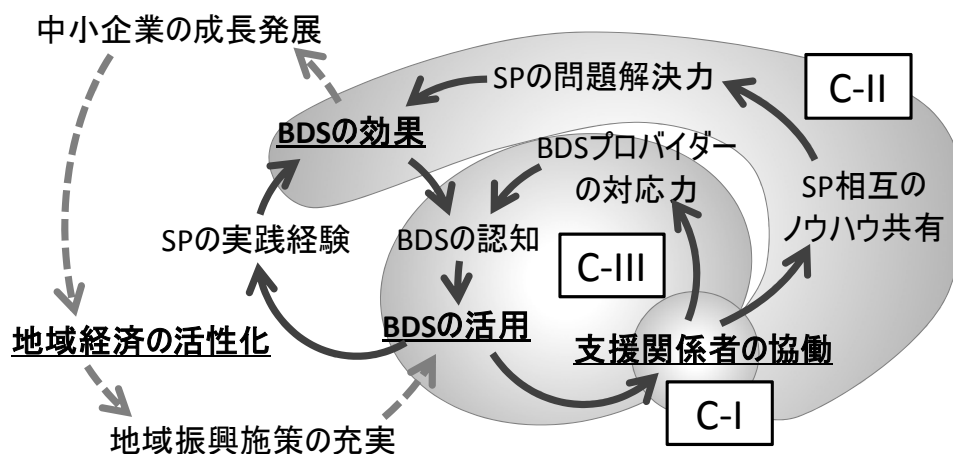 中小企業の成長発展
SPの問題解決力
C-II
BDSの効果
BDSプロバイダー
の対応力
SP相互の
ノウハウ共有
SPの実践経験
BDSの認知
C-III
BDSの活用
地域経済の活性化
支援関係者の協働
C-I
地域振興施策の充実